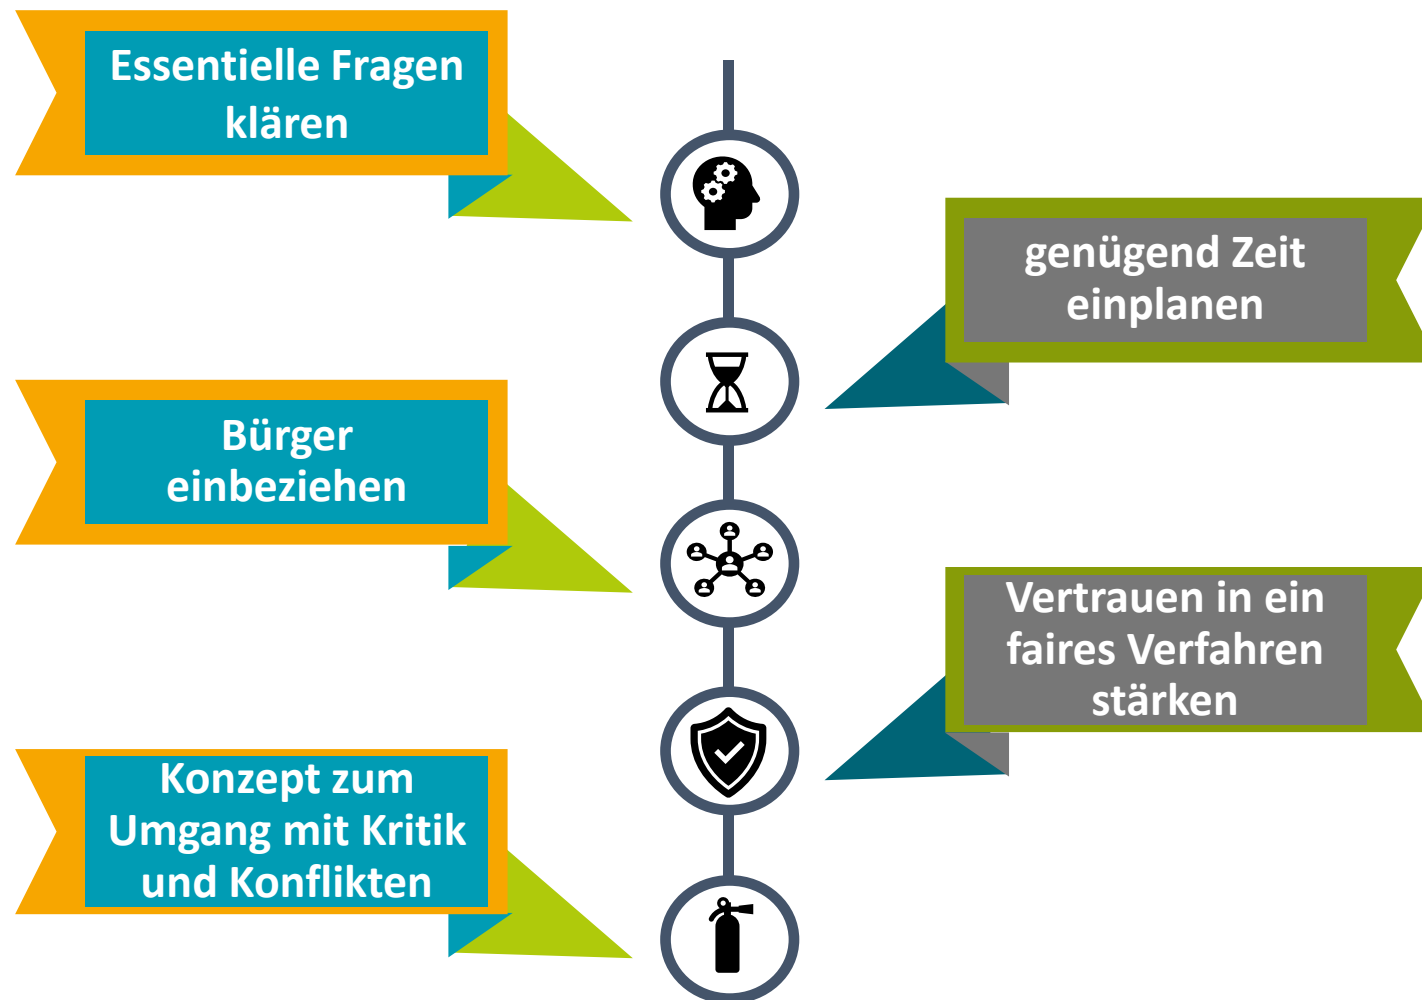 Essentielle Fragen
klären
genügend Zeit
einplanen
Bürger
einbeziehen
Vertrauen in ein
faires Verfahren
stärken
Konzept zum
Umgang mit Kritik
und Konflikten